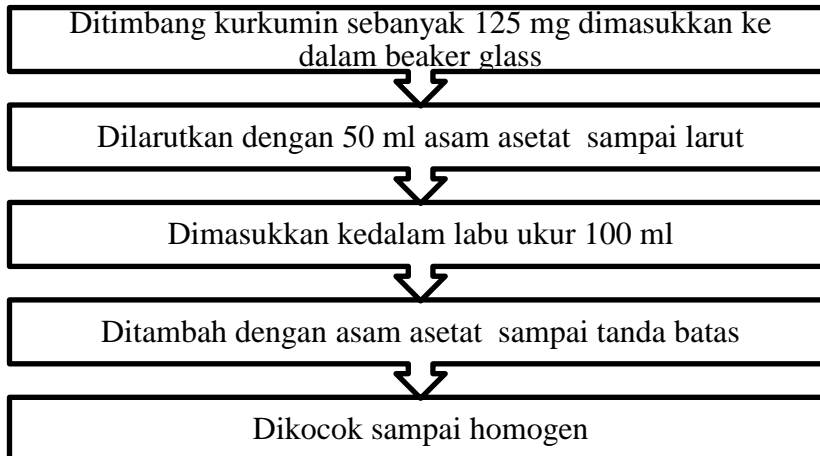 Ditimbang kurkumin sebanyak 125 mg dimasukkan ke
dalam beaker glass
Dilarutkan dengan 50 ml asam asetat sampai larut
Dimasukkan kedalam labu ukur 100 ml
Ditambah dengan asam asetat sampai tanda batas
Dikocok sampai homogen